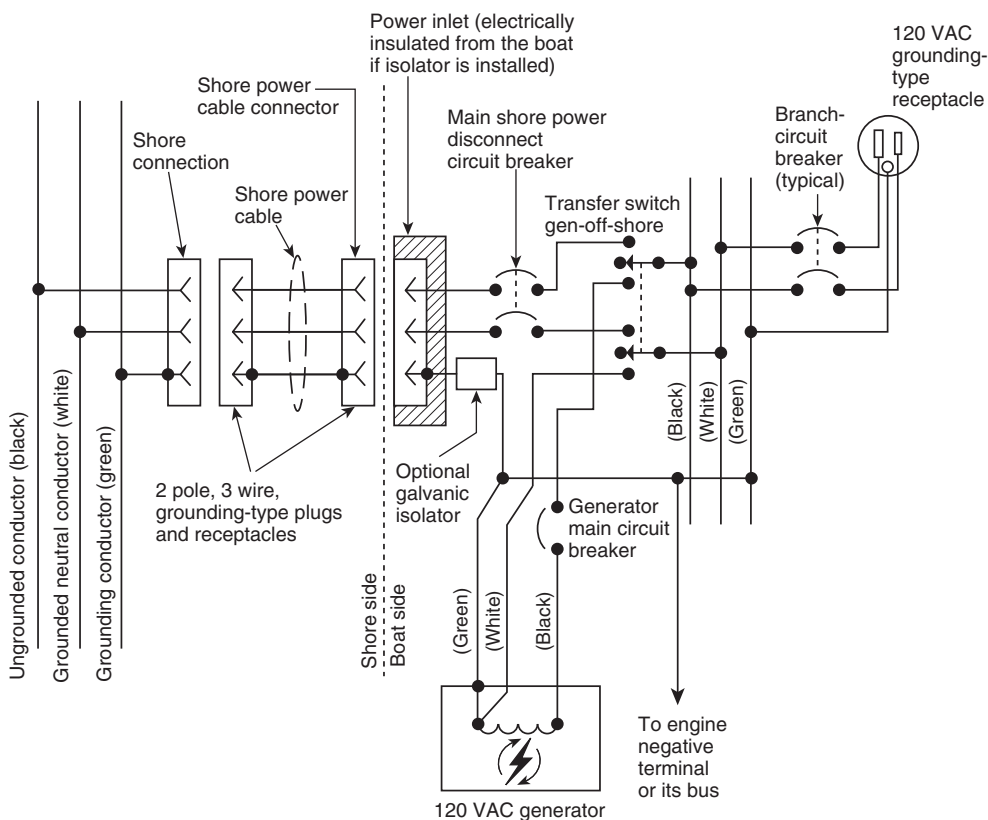 Power inlet (electrically
insulated from the boat
if isolator is installed)
120 VAC
grounding-
type
receptacle
Shore power
cable connector
Main shore power
disconnect
circuit breaker
Branch-
circuit
breaker
(typical)
Shore
connection
Shore power
cable
Transfer switch
gen-off-shore
Ungrounded conductor (black)
Grounded neutral conductor (white)
Grounding conductor (green)
2 pole, 3 wire,
grounding-type plugs
and receptacles
Optional
galvanic
isolator
(Black)
(White)
(Green)
Generator
main circuit
breaker
Shore side
Boat side
(Green)
(White)
(Black)
To engine
negative
terminal
or its bus
120 VAC generator